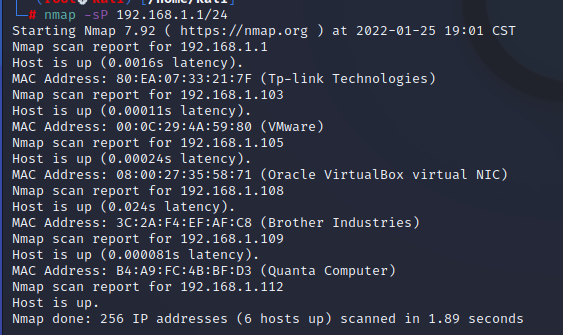 (root💀kali)-[/home/kali]
# nmap -sP 192.168.1.1/24
Starting Nmap 7.92 ( https://nmap.org ) at 2022-01-25 19:01 CST
Nmap scan report for 192.168.1.1
Host is up (0.0016s latency).
MAC Address: 80:EA:07:33:21:7F (Tp-link Technologies)
Nmap scan report for 192.168.1.103
Host is up (0.00011s latency).
MAC Address: 00:0C:29:4A:59:80 (VMware)
Nmap scan report for 192.168.1.105
Host is up (0.00024s latency).
MAC Address: 08:00:27:35:58:71 (Oracle VirtualBox virtual NIC)
Nmap scan report for 192.168.1.108
Host is up (0.024s latency).
MAC Address: 3C:2A:F4:EF:AF:C8 (Brother Industries)
Nmap scan report for 192.168.1.109
Host is up (0.000081s latency).
MAC Address: B4:A9:FC:4B:BF:D3 (Quanta Computer)
Nmap scan report for 192.168.1.112
Host is up.
Nmap done: 256 IP addresses (6 hosts up) scanned in 1.89 seconds